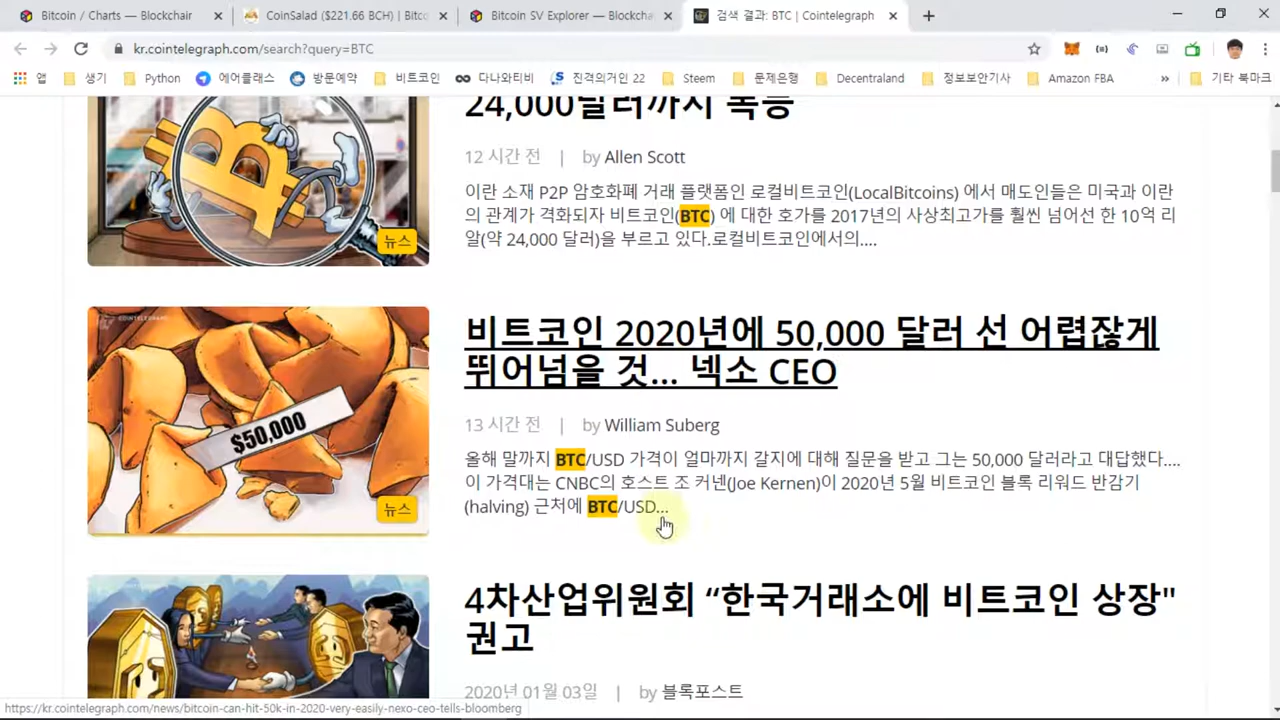 Bitcoin / Charts — Blockchair
CoinSalad ($221.66 BCH) | Bitc
Bitcoin SV Explorer — Blockcha
검색 결과: BTC | Cointelegraph
kr.cointelegraph.com/search?query=BTC
앱 생기 Python 에어클래스 방문예약 비트코인 다나와티비 진격의거인 22 Steem 문제은행 Decentraland 정보보안기사 Amazon FBA » 기타 북마크
24,000달러까지 폭등
12 시간 전 | by Allen Scott
이란 소재 P2P 암호화폐 거래 플랫폼인 로컬비트코인(LocalBitcoins) 에서 매도인들은 미국과 이란
의 관계가 격화되자 비트코인(BTC) 에 대한 호가를 2017년의 사상최고가를 훨씬 넘어선 한 10억 리
알(약 24,000 달러)을 부르고 있다.로컬비트코인에서의....
뉴스
COINTELEGRAPH
$50,000
뉴스
비트코인 2020년에 50,000 달러 선 어렵잖게
뛰어넘을 것... 넥소 CEO
13 시간 전 | by William Suberg
올해 말까지 BTC/USD 가격이 얼마까지 갈지에 대해 질문을 받고 그는 50,000 달러라고 대답했다....
이 가격대는 CNBC의 호스트 조 커넨(Joe Kernen)이 2020년 5월 비트코인 블록 리워드 반감기
(halving) 근처에 BTC/USD...
4차산업위원회 “한국거래소에 비트코인 상장"
권고
2020년 01월 03일 | by 블록포스트
https://kr.cointelegraph.com/news/bitcoin-can-hit-50k-in-2020-very-easily-nexo-ceo-tells-bloomberg